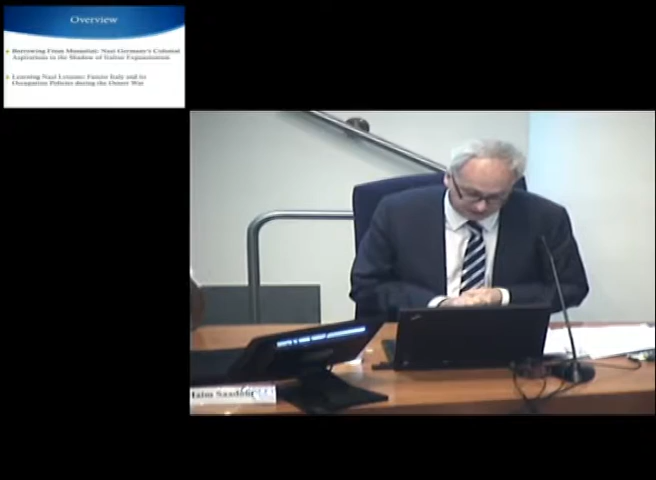 Overview
Borrowing From Mussolini: Nazi Germany's Colonial
Aspirations in the Shadow of Italian Expansionism
Learning Nazi Lessons: Fascist Italy and its
Occupation Policies during the Desert War